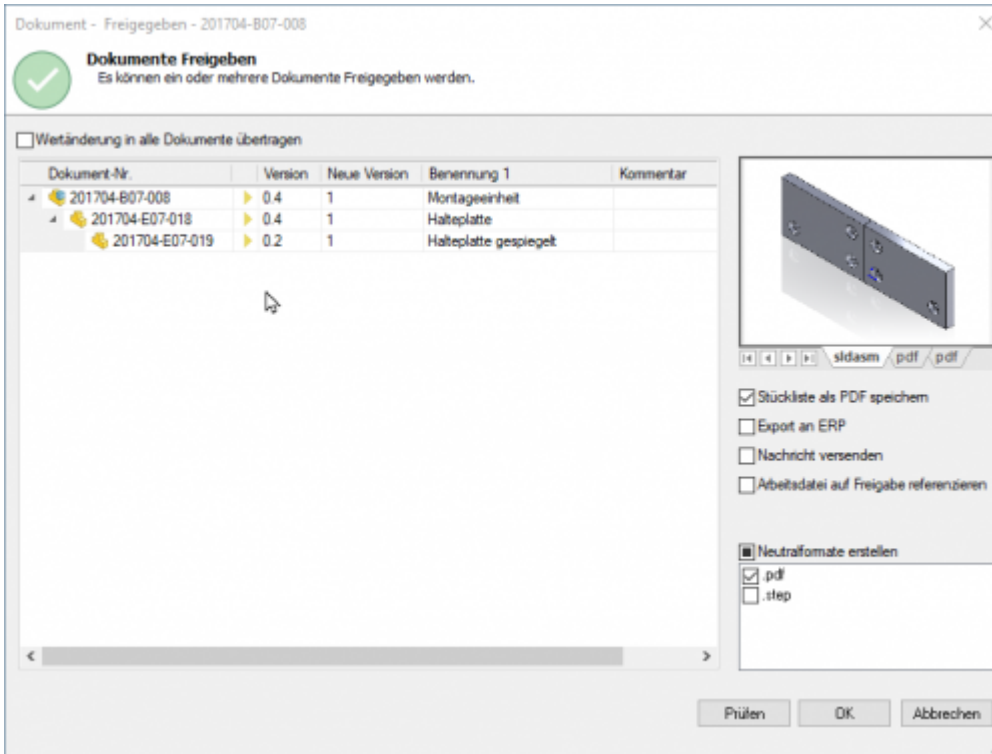 Dokument - Freigegeben - 201704-B07-008
Dokumente Freigeben
Es können ein oder mehrere Dokumente Freigegeben werden.
Wertänderung in alle Dokumente übertragen
Dokument-Nr. Version Neue Version Benennung 1 Kommentar
201704-B07-008 0.4 1 Montageeinheit
201704-E07-018 0.4 1 Halteplatte
201704-E07-019 0.2 1 Halteplatte gespiegelt
sldasm pdf pdf
Stückliste als PDF speichern
Export an ERP
Nachricht versenden
Arbeitsdatei auf Freigabe referenzieren
Neutralformate erstellen
.pdf
.step
Prüfen OK Abbrechen